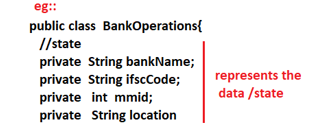 eg::
public class BankOperations{
//state
private String bankName;
private String ifscCode;
private int mmid;
private String location
represents the
data /state